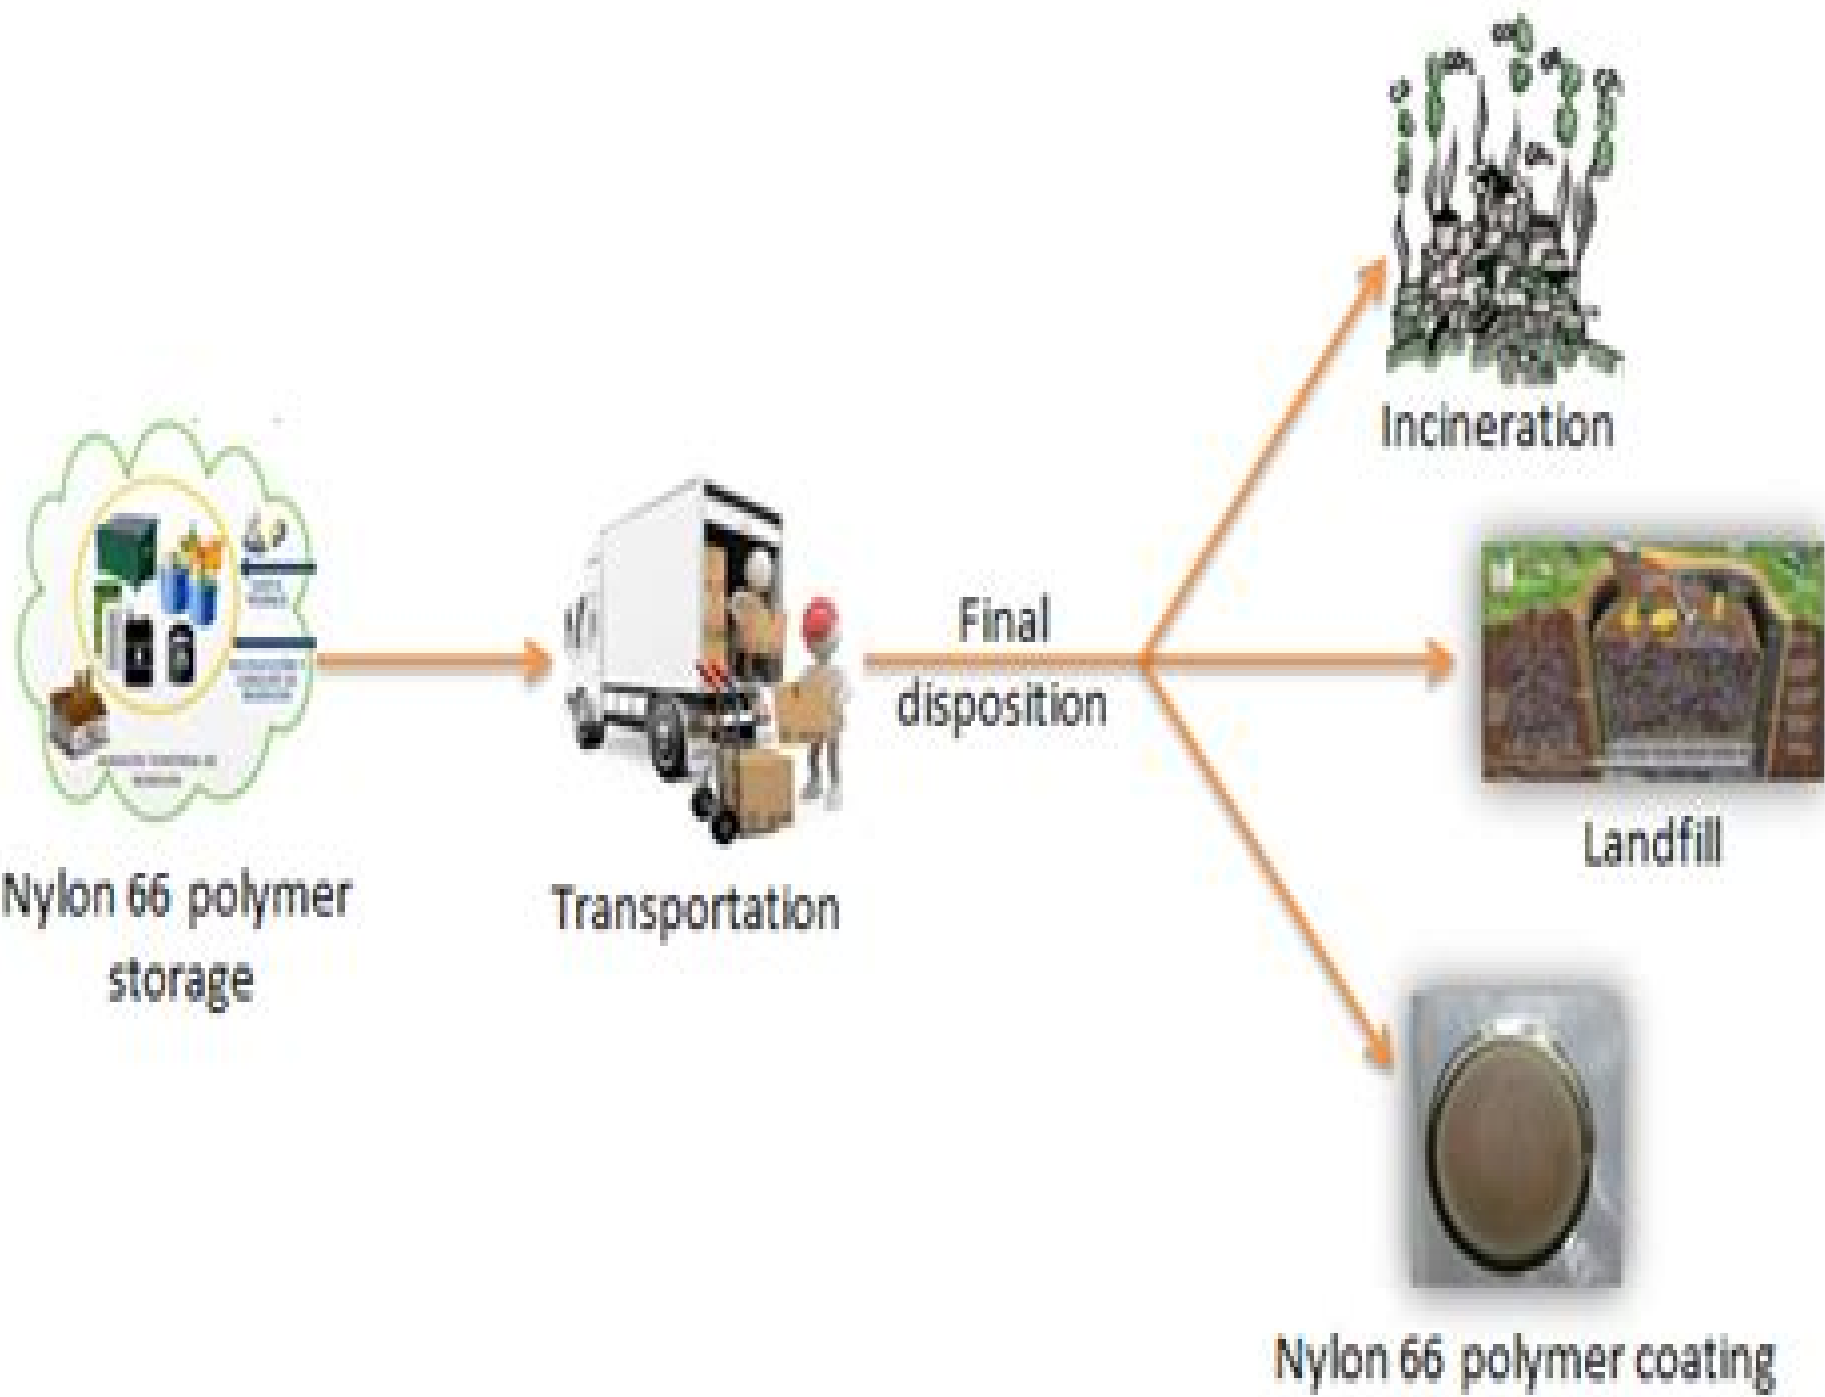 Incineration
Final
disposition
Landfill
Nylon 66 polymer
storage
Transportation
Nylon 66 polymer coating